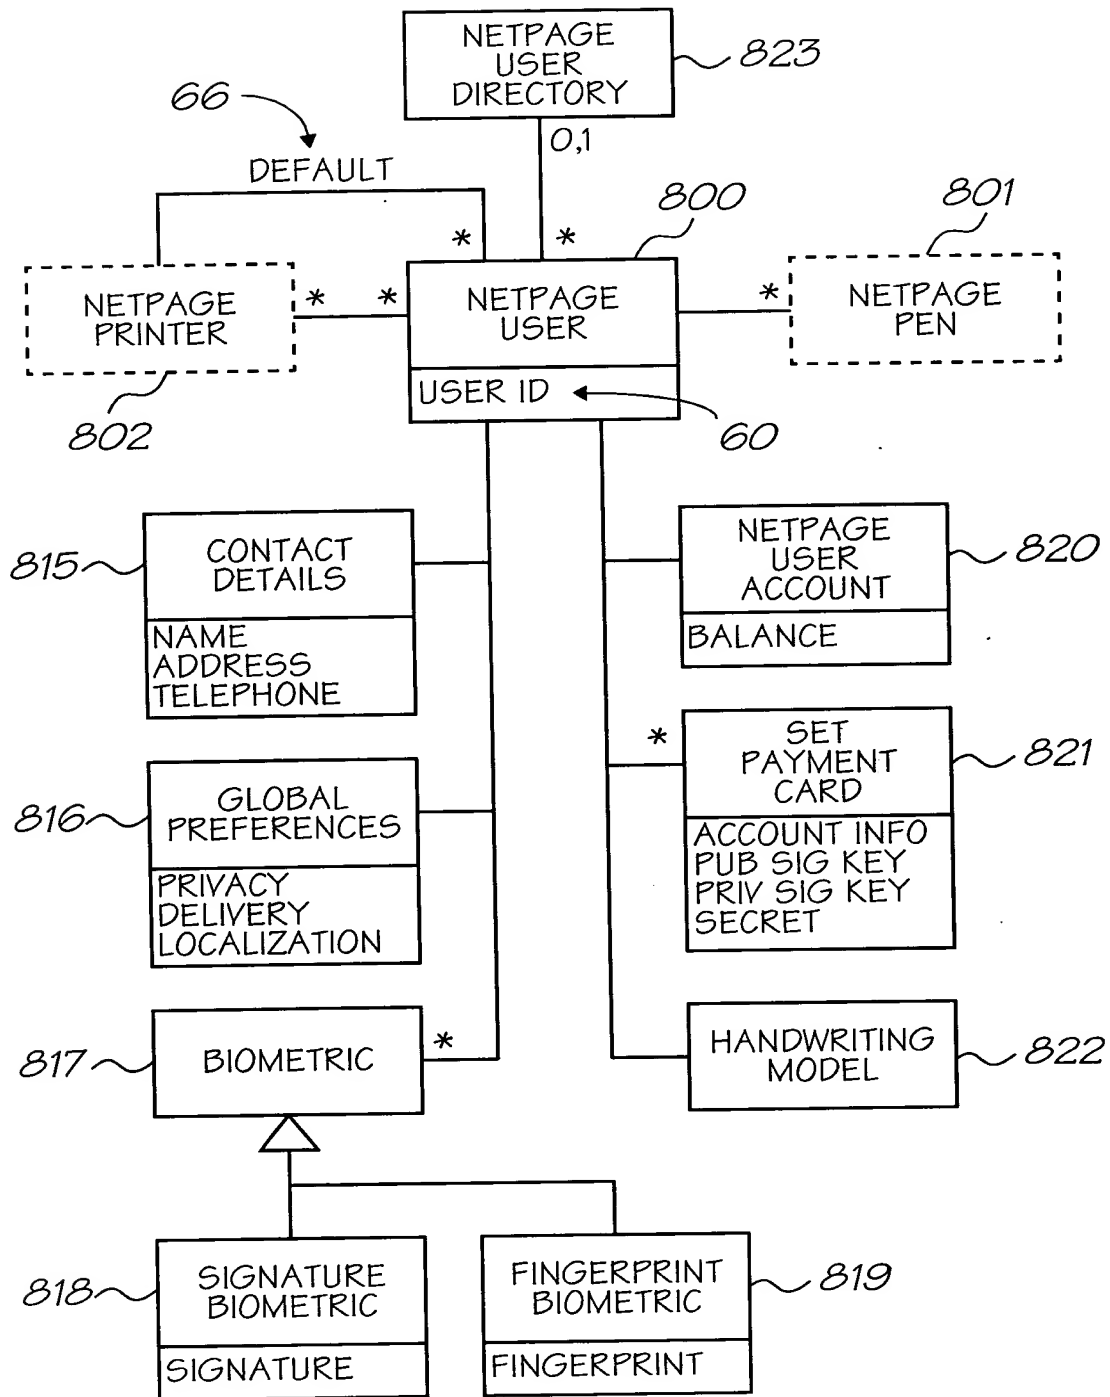 NETPAGE
USER
DIRECTORY
823
66
0,1
DEFAULT
800
801
*
*
NETPAGE
PRINTER
*
*
NETPAGE
USER
*
NETPAGE
PEN
802
USER ID
60
815
CONTACT
DETAILS
NAME
ADDRESS
TELEPHONE
NETPAGE
USER
ACCOUNT
820
BALANCE
816
GLOBAL
PREFERENCES
PRIVACY
DELIVERY
LOCALIZATION
*
SET
PAYMENT
CARD
821
ACCOUNT INFO
PUB SIG KEY
PRIV SIG KEY
SECRET
817
BIOMETRIC
*
HANDWRITING
MODEL
822
818
SIGNATURE
BIOMETRIC
SIGNATURE
FINGERPRINT
BIOMETRIC
819
FINGERPRINT